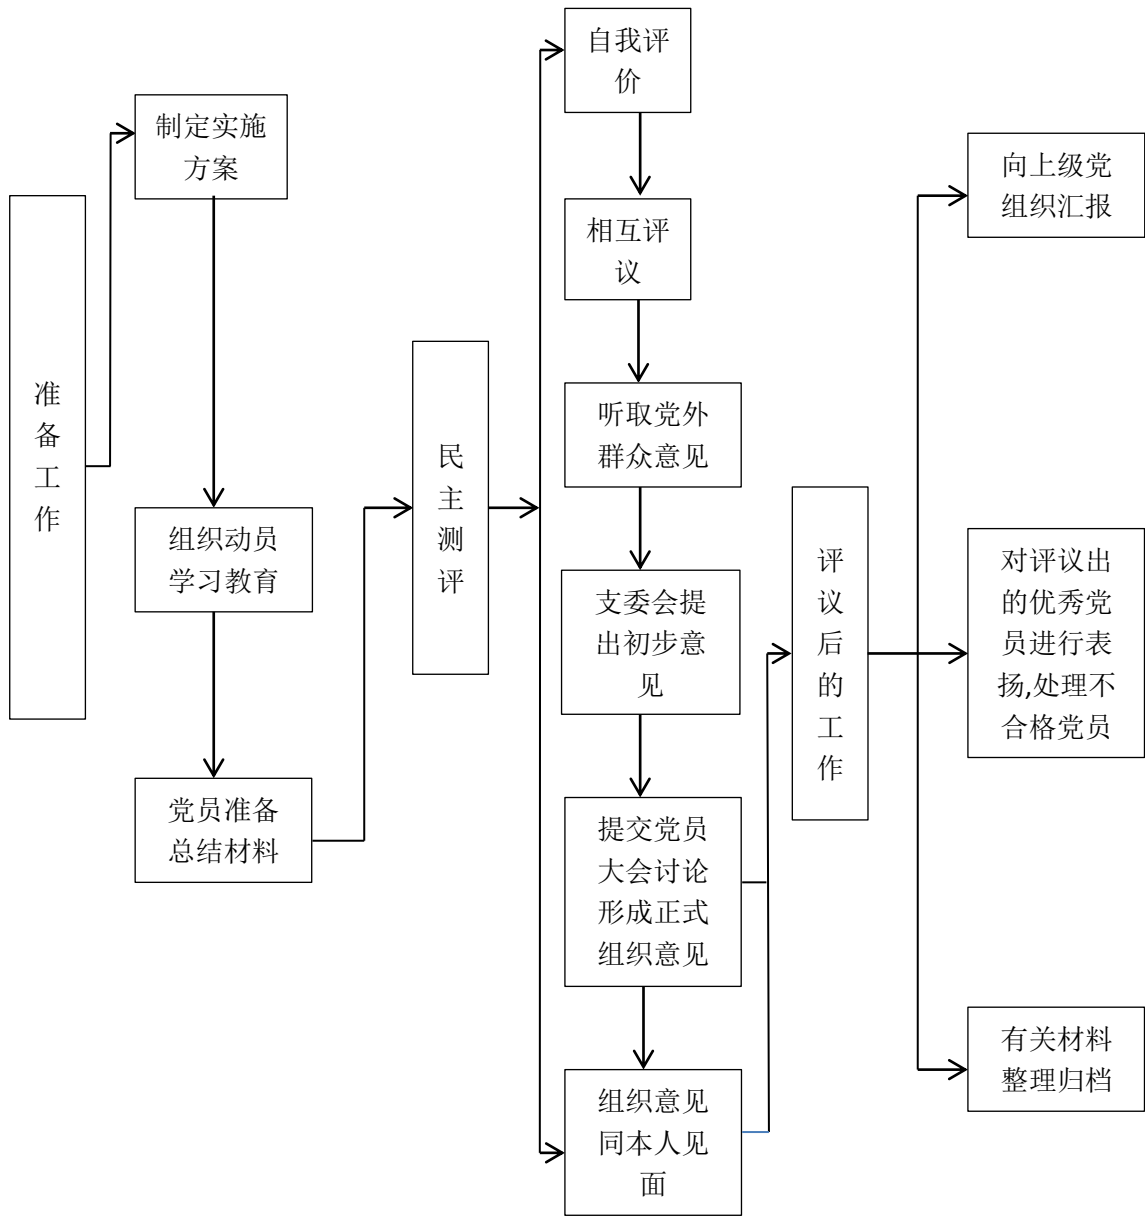 准备工作
制定实施
方案
组织动员
学习教育
党员准备
总结材料
民主测评
自我评
价
相互评
议
听取党外
群众意见
支委会提
出初步意
见
提交党员
大会讨论
形成正式
组织意见
组织意见
同本人见
面
评议后的工作
向上级党
组织汇报
对评议出
的优秀党
员进行表
扬,处理不
合格党员
有关材料
整理归档